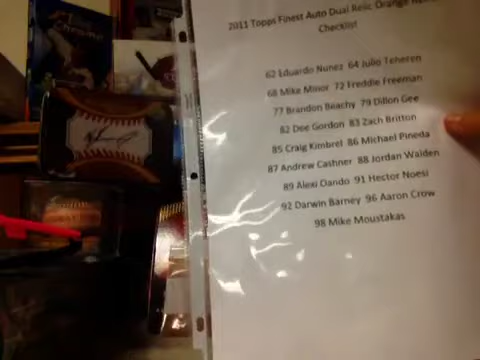 2011 Topps Finest Auto Dual Relic Orange
Checklist
62 Eduardo Nunez 64 Julio Teheren
68 Mike Minor 72 Freddie Freeman
77 Brandon Beachy 79 Dillon Gee
82 Dee Gordon 83 Zach Britton
85 Craig Kimbrel 86 Michael Pineda
87 Andrew Cashner 88 Jordan Walden
89 Alexi Oando 91 Hector Noesi
92 Darwin Barney 96 Aaron Crow
98 Mike Moustakas
Chrome